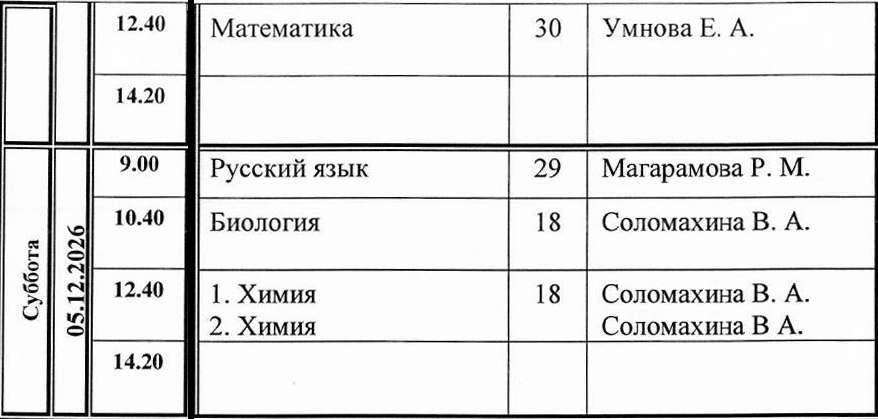 12.40 Математика 30 Умнова Е. А.
14.20
Суббота
05.12.2026
9.00 Русский язык 29 Магарамова Р. М.
10.40 Биология 18 Соломахина В. А.
12.40 1. Химия 18 Соломахина В. А.
2. Химия Соломахина В А.
14.20